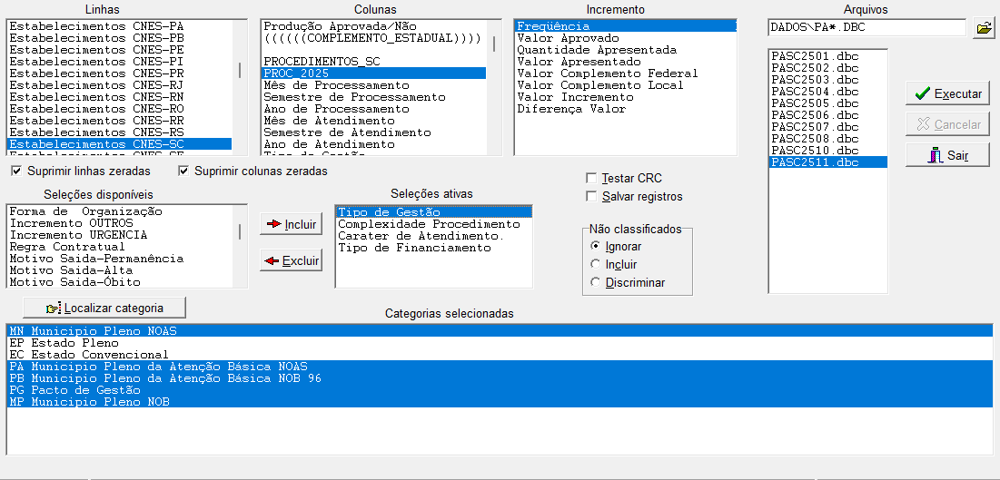 Linhas
Estabelecimentos CNES-PA
Estabelecimentos CNES-PB
Estabelecimentos CNES-PE
Estabelecimentos CNES-PI
Estabelecimentos CNES-PR
Estabelecimentos CNES-RJ
Estabelecimentos CNES-RN
Estabelecimentos CNES-RO
Estabelecimentos CNES-RR
Estabelecimentos CNES-RS
Estabelecimentos CNES-SC
Estabelecimentos CNES-SE
Colunas
Produção Aprovada/Não
((((((COMPLEMENTO_ESTADUAL))))
PROCEDIMENTOS_SC
PROC_2025
Mês de Processamento
Semestre de Processamento
Ano de Processamento
Mês de Atendimento
Semestre de Atendimento
Ano de Atendimento
Tipo de Gestão
Incremento
Freqüência
Valor Aprovado
Quantidade Apresentada
Valor Apresentado
Valor Complemento Federal
Valor Complemento Local
Valor Incremento
Diferença Valor
Arquivos
DADOS\PA*.DBC
PASC2501.dbc
PASC2502.dbc
PASC2503.dbc
PASC2504.dbc
PASC2505.dbc
PASC2506.dbc
PASC2507.dbc
PASC2508.dbc
PASC2510.dbc
PASC2511.dbc
Executar
Cancelar
Sair
Suprimir linhas zeradas
Suprimir colunas zeradas
Testar CRC
Salvar registros
Seleções disponíveis
Forma de  Organização
Incremento OUTROS
Incremento URGENCIA
Regra Contratual
Motivo Saida-Permanência
Motivo Saida-Alta
Motivo Saida-Óbito
Incluir
Excluir
Seleções ativas
Tipo de Gestão
Complexidade Procedimento
Carater de Atendimento.
Tipo de Financiamento
Não classificados
Ignorar
Incluir
Discriminar
Localizar categoria
Categorias selecionadas
MN Municipio Pleno NOAS
EP Estado Pleno
EC Estado Convencional
PA Municipio Pleno da Atenção Básica NOAS
PB Municipio Pleno da Atenção Básica NOB 96
PG Pacto de Gestão
MP Municipio Pleno NOB